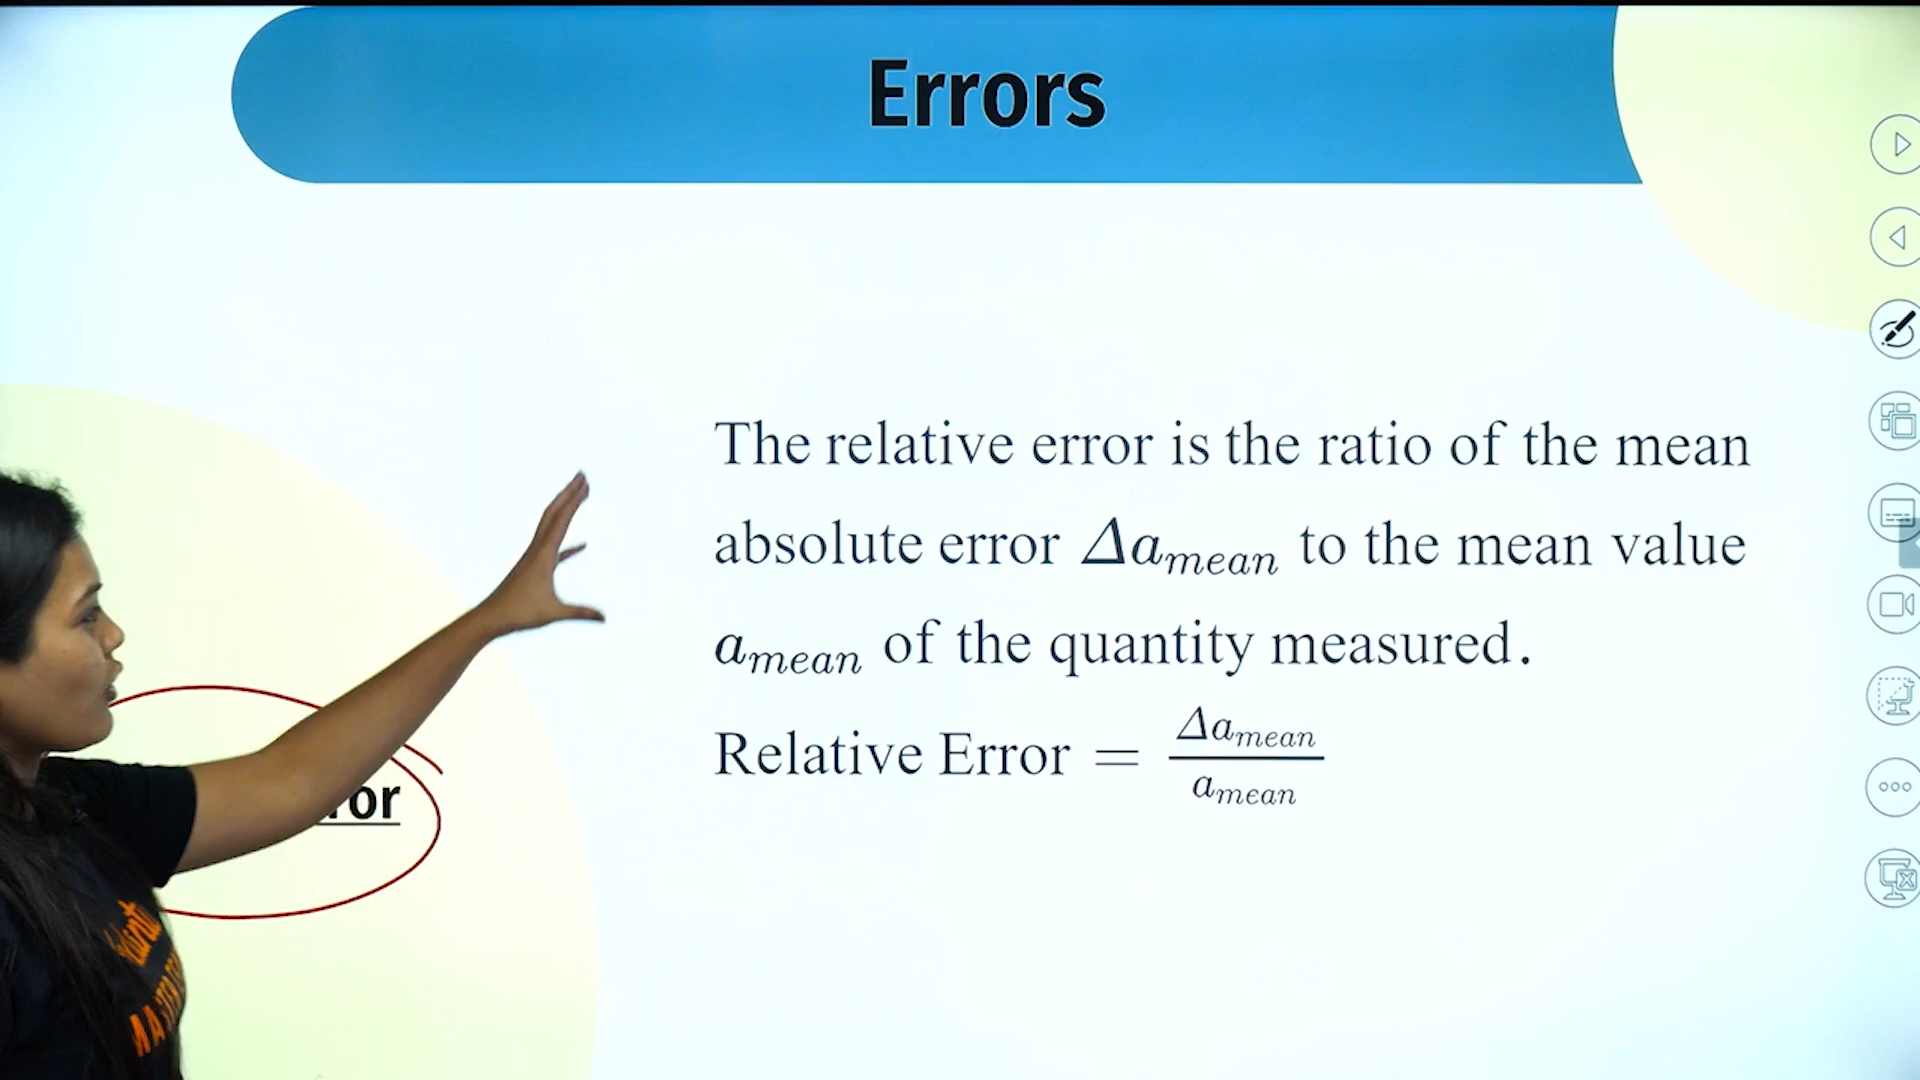 Errors
The relative error is the ratio of the mean
absolute error Δa_mean to the mean value
a_mean of the quantity measured.
Relative Error = Δa_mean / a_mean